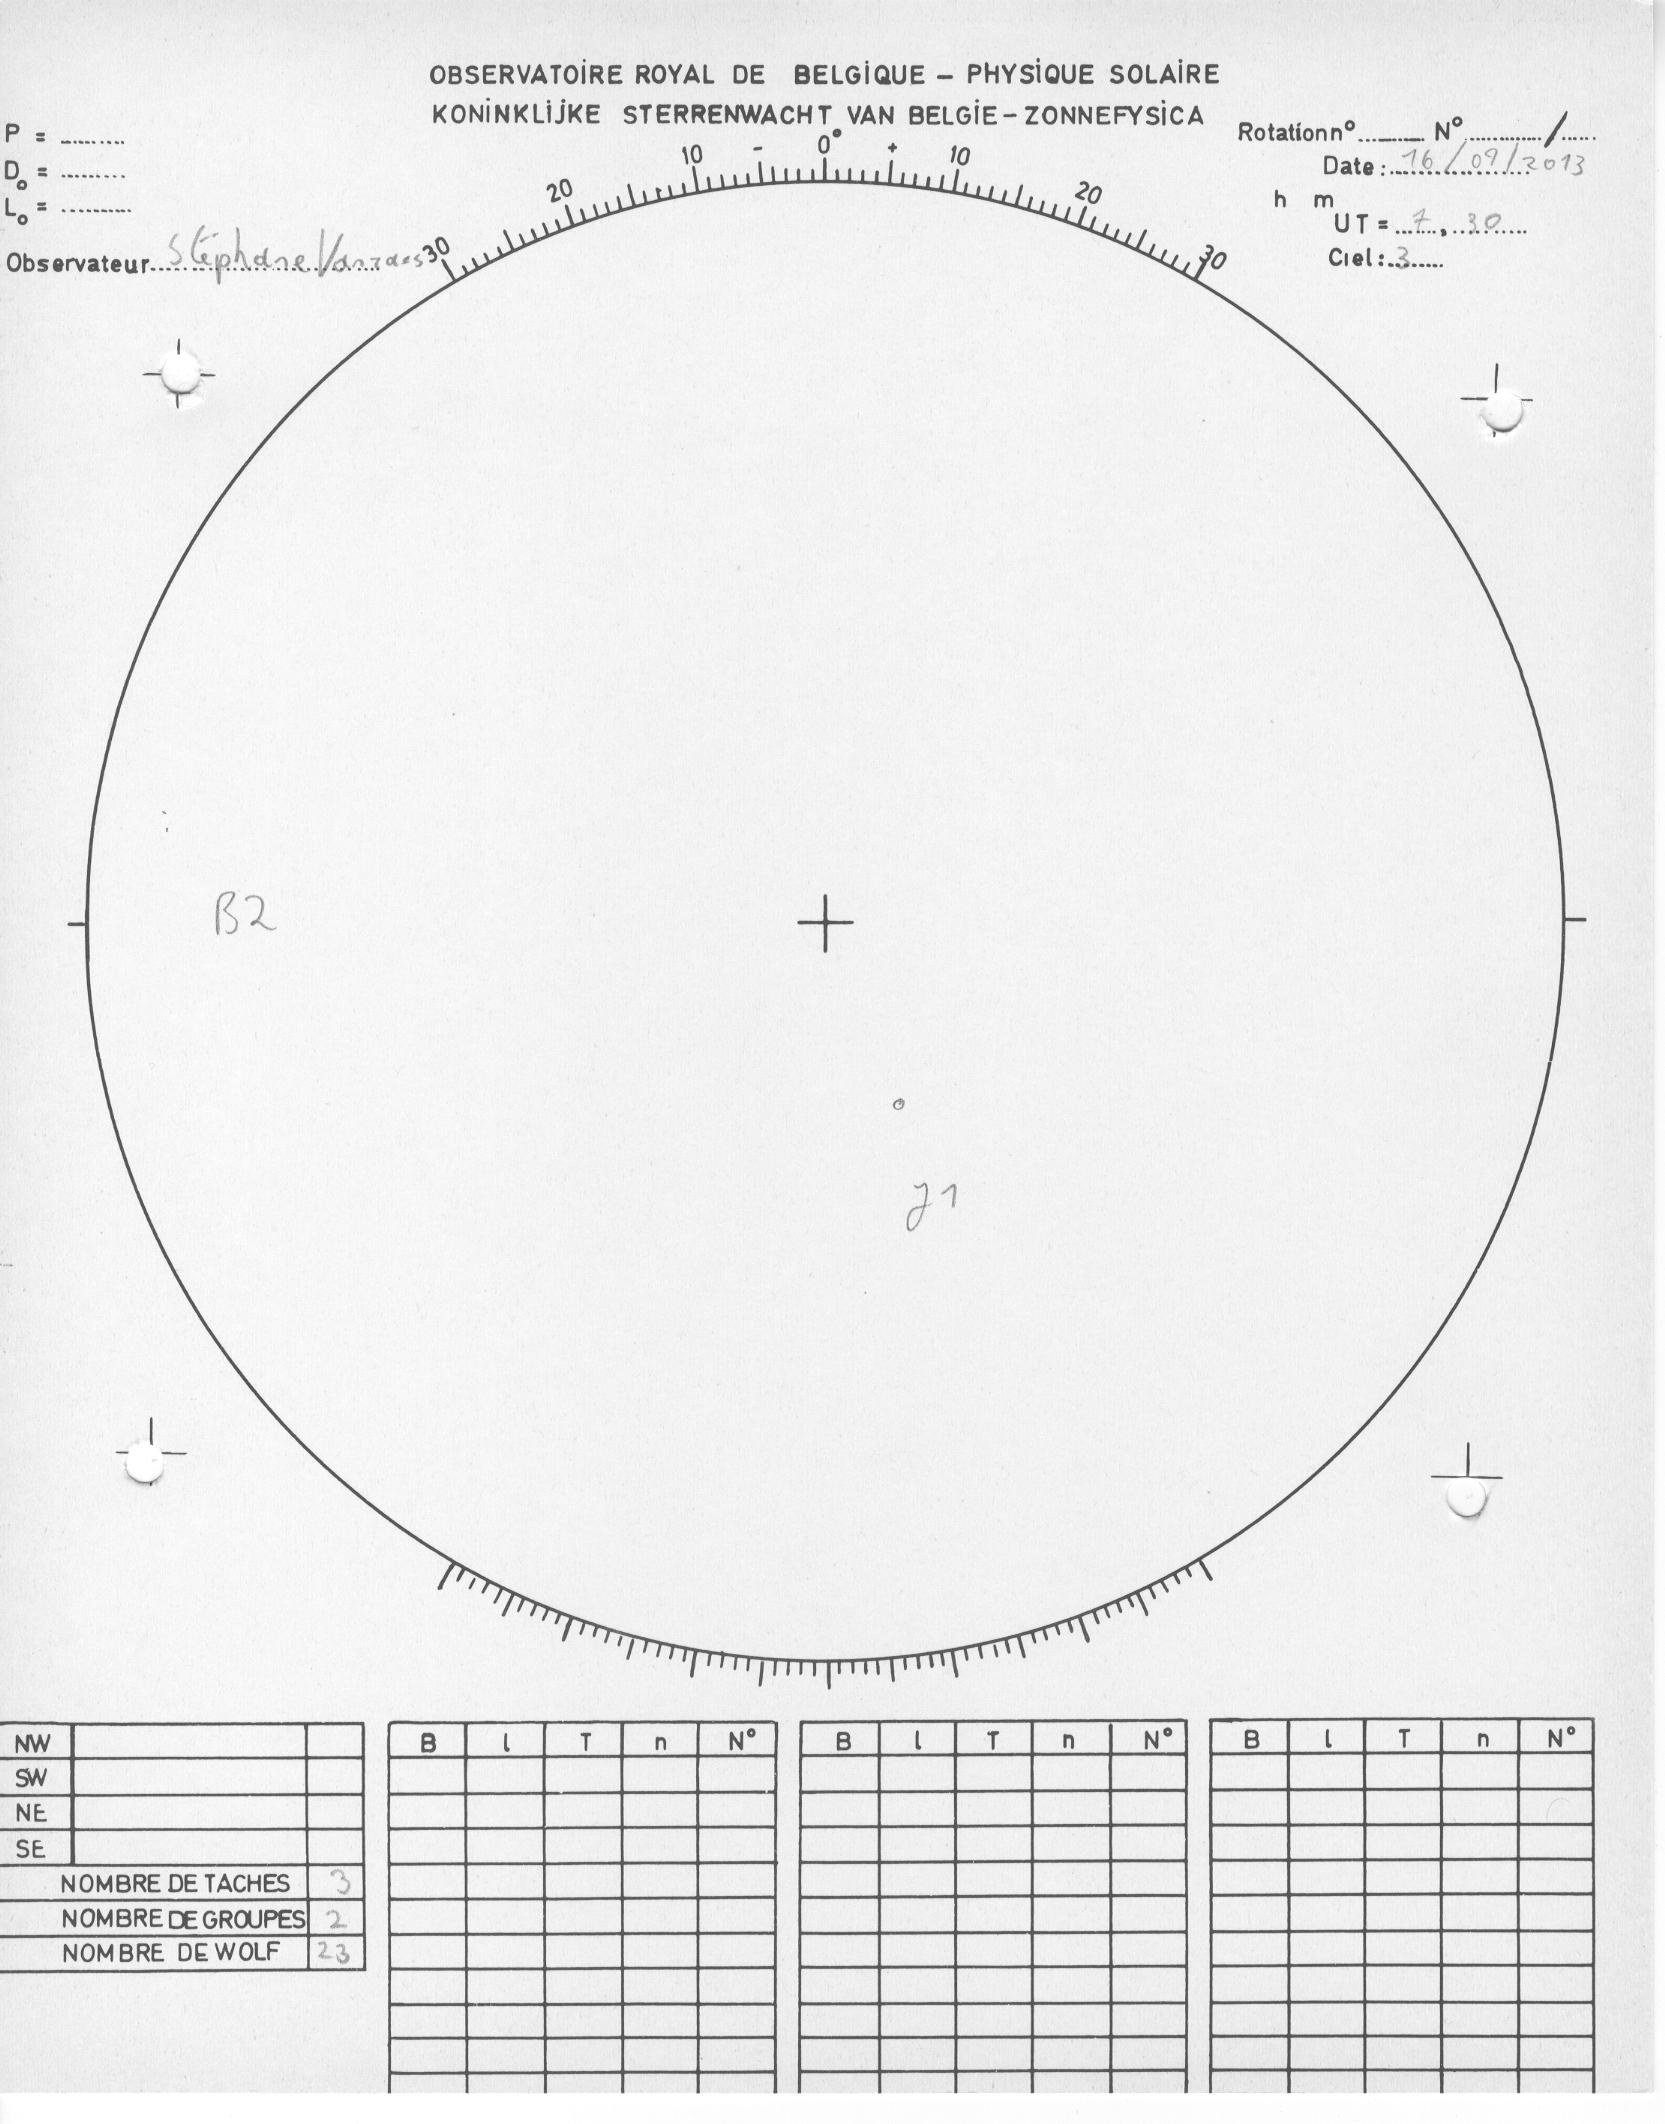 OBSERVATOIRE ROYAL DE BELGIQUE – PHYSIQUE SOLAIRE
KONINKLIJKE STERRENWACHT VAN BELGIE – ZONNEFYSICA
P = ........
D₀ = ........
L₀ = ........
Observateur Stéphane
Rotation n° ........ N° ......../......
Date : 16/09/2013
h m
UT = 7, 30
Ciel : 3
30 20 10 - 0° + 10 20 30
B2
J1
NW
SW
NE
SE
NOMBRE DE TACHES 3
NOMBRE DE GROUPES 2
NOMBRE DE WOLF 23
B l T n N°
B l T n N°
B l T n N°